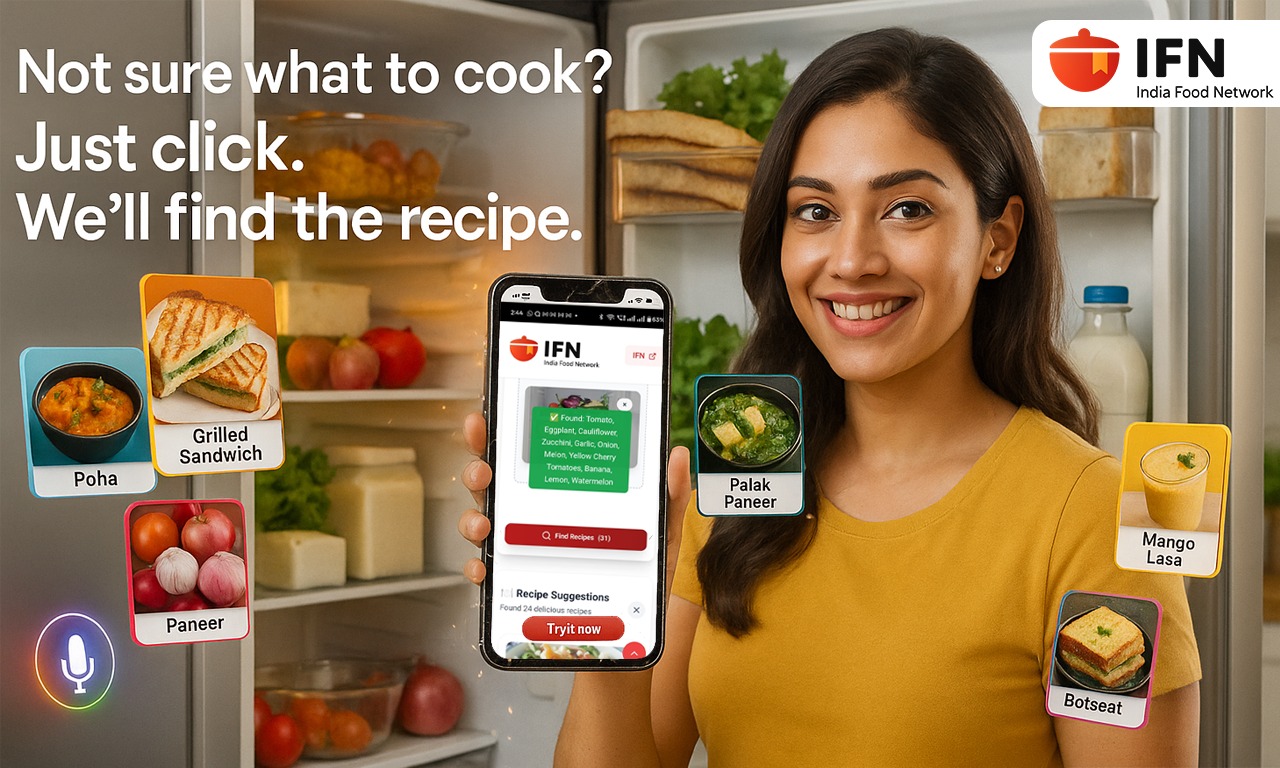 Not sure what to cook?
Just click.
We'll find the recipe.
IFN
India Food Network
Poha
Grilled
Sandwich
Paneer
2:44
63%
IFN
India Food Network
IFN
✅ Found: Tomato,
Eggplant, Cauliflower,
Zucchini, Garlic, Onion,
Melon, Yellow Cherry
Tomatoes, Banana,
Lemon, Watermelon
Find Recipes (31)
Recipe Suggestions
Found 24 delicious recipes
Tryit now
Palak
Paneer
Mango
Lasa
Botseat